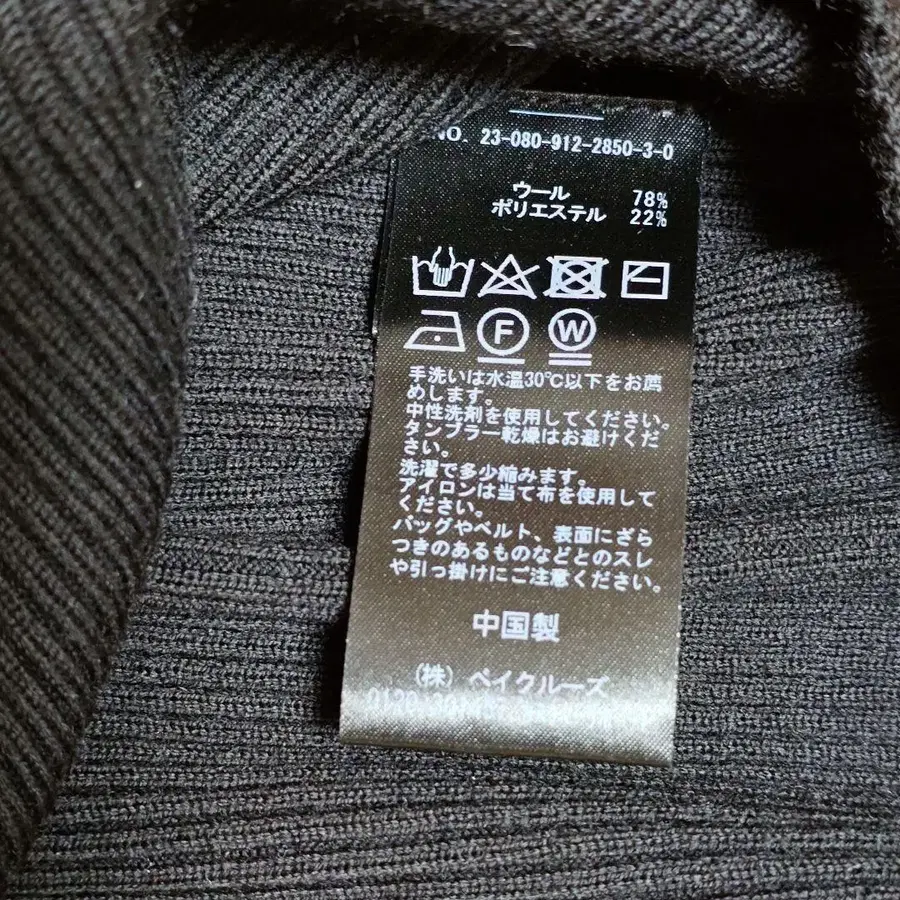 NO. 23-080-912-2850-3-0
ウール 78%
ポリエステル 22%
F W
手洗いは水温30℃以下をお薦
めします。
中性洗剤を使用してください。
タンブラー乾燥はお避けくだ
さい。
洗濯で多少縮みます。
アイロンは当て布を使用して
ください。
バッグやベルト、表面にざら
つきのあるものなどとのスレ
や引っ掛けにご注意ください。
中国製
(株) ベイクルーズ